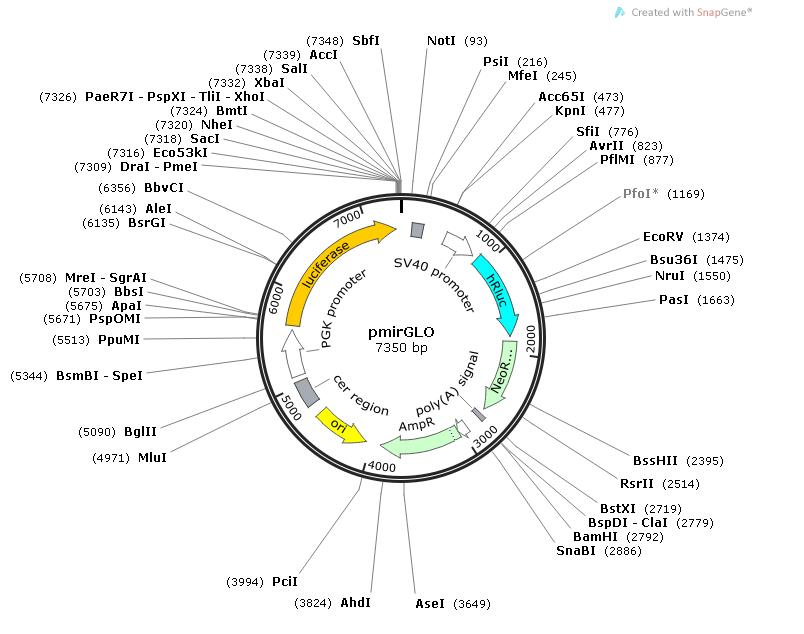 Created with SnapGene®
(7348) SbfI
(7339) AccI
(7338) SalI
(7332) XbaI
(7326) PaeR7I - PspXI - TliI - XhoI
(7324) BmtI
(7320) NheI
(7318) SacI
(7316) Eco53kI
(7309) DraI - PmeI
(6356) BbvCI
(6143) AleI
(6135) BsrGI
(5708) MreI - SgrAI
(5703) BbsI
(5675) ApaI
(5671) PspOMI
(5513) PpuMI
(5344) BsmBI - SpeI
(5090) BglII
(4971) MluI
(3994) PciI
(3824) AhdI
NotI (93)
PsiI (216)
MfeI (245)
Acc65I (473)
KpnI (477)
SfiI (776)
AvrII (823)
PflMI (877)
PfoI* (1169)
EcoRV (1374)
Bsu36I (1475)
NruI (1550)
PasI (1663)
BssHII (2395)
RsrII (2514)
BstXI (2719)
BspDI - ClaI (2779)
BamHI (2792)
SnaBI (2886)
AseI (3649)
1000
2000
3000
4000
5000
6000
7000
luciferase
SV40 promoter
hRluc
NeoR...
poly(A) signal
AmpR
ori
cer region
PGK promoter
pmirGLO
7350 bp